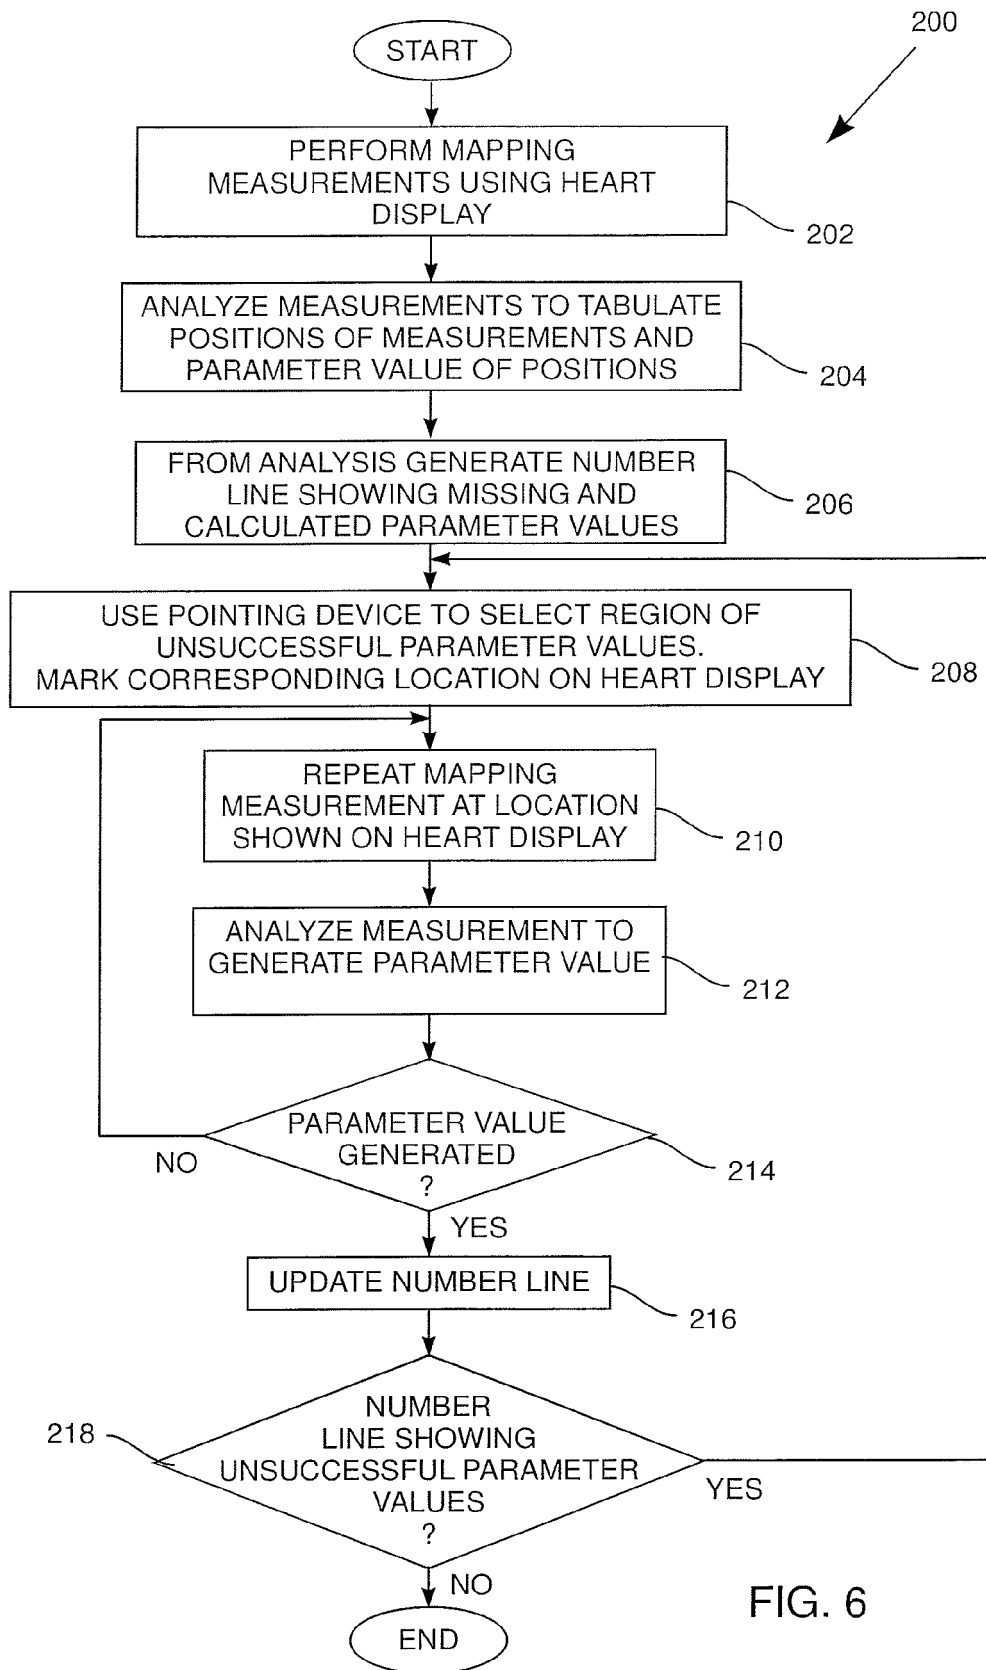 200
START
PERFORM MAPPING
MEASUREMENTS USING HEART
DISPLAY
202
ANALYZE MEASUREMENTS TO TABULATE
POSITIONS OF MEASUREMENTS AND
PARAMETER VALUE OF POSITIONS
204
FROM ANALYSIS GENERATE NUMBER
LINE SHOWING MISSING AND
CALCULATED PARAMETER VALUES
206
USE POINTING DEVICE TO SELECT REGION OF
UNSUCCESSFUL PARAMETER VALUES.
MARK CORRESPONDING LOCATION ON HEART DISPLAY
208
REPEAT MAPPING
MEASUREMENT AT LOCATION
SHOWN ON HEART DISPLAY
210
ANALYZE MEASUREMENT TO
GENERATE PARAMETER VALUE
212
PARAMETER VALUE
GENERATED
?
214
NO
YES
UPDATE NUMBER LINE
216
NUMBER
LINE SHOWING
UNSUCCESSFUL PARAMETER
VALUES
?
218
YES
NO
END
FIG. 6